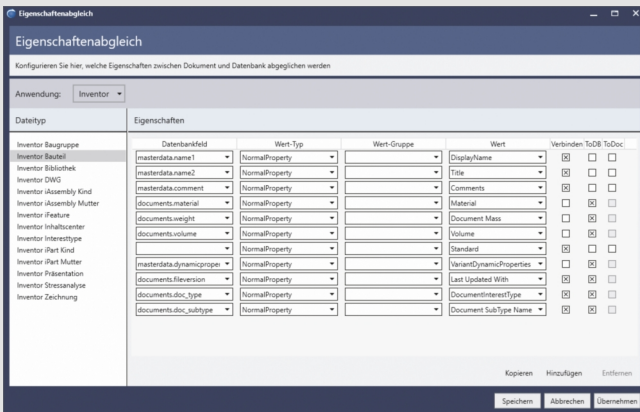 Eigenschaftenabgleich
Eigenschaftenabgleich
Konfigurieren Sie hier, welche Eigenschaften zwischen Dokument und Datenbank abgeglichen werden
Anwendung: Inventor
Dateityp
Eigenschaften
Inventor Baugruppe
Inventor Bauteil
Inventor Bibliothek
Inventor DWG
Inventor iAssembly Kind
Inventor iAssembly Mutter
Inventor iFeature
Inventor Inhaltscenter
Inventor Interesttype
Inventor iPart Kind
Inventor iPart Mutter
Inventor Präsentation
Inventor Stressanalyse
Inventor Zeichnung
Datenbankfeld Wert-Typ Wert-Gruppe Wert Verbinden ToDB ToDoc
masterdata.name1 NormalProperty DisplayName
masterdata.name2 NormalProperty Title
masterdata.comment NormalProperty Comments
documents.material NormalProperty Material
documents.weight NormalProperty Document Mass
documents.volume NormalProperty Volume
NormalProperty Standard
masterdata.dynamicproper NormalProperty VariantDynamicProperties
documents.fileversion NormalProperty Last Updated With
documents.doc_type NormalProperty DocumentInterestType
documents.doc_subtype NormalProperty Document SubType Name
Kopieren Hinzufügen Entfernen
Speichern Abbrechen Übernehmen